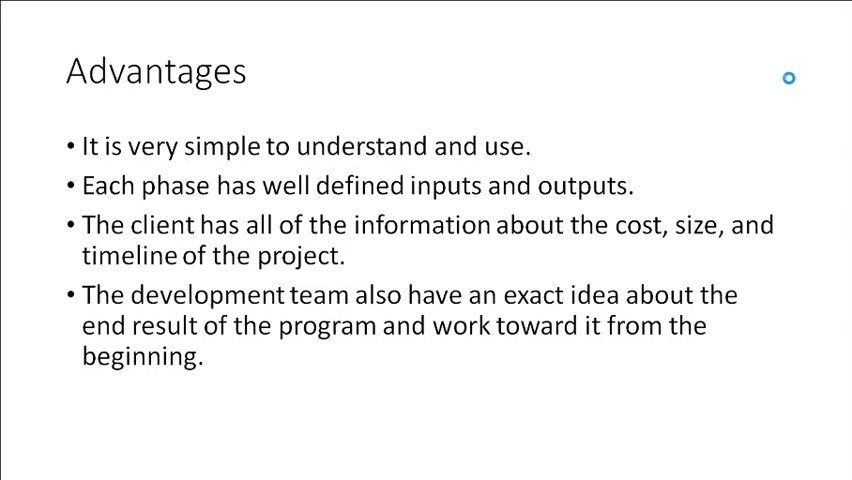 Advantages
• It is very simple to understand and use.
• Each phase has well defined inputs and outputs.
• The client has all of the information about the cost, size, and
timeline of the project.
• The development team also have an exact idea about the
end result of the program and work toward it from the
beginning.